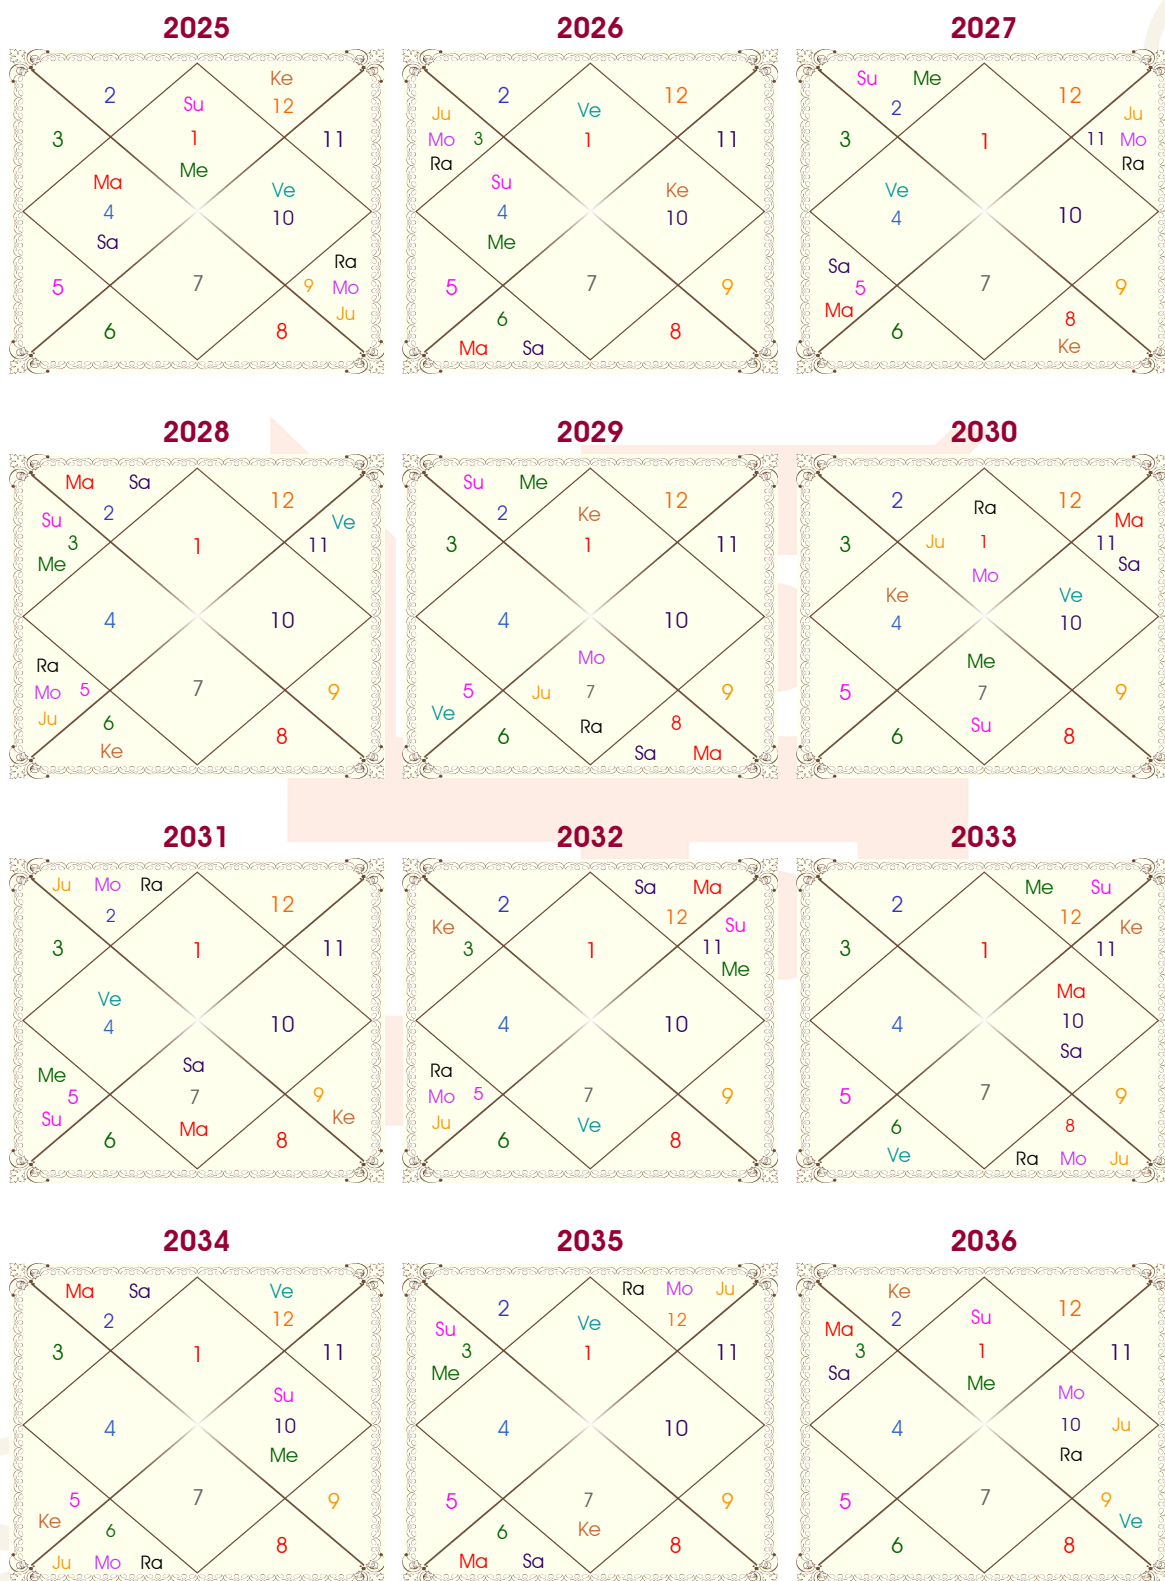 2025 2026 2027
2 Su Ke 12
3 1 11
Me
Ma Ve
4 10
Sa
5 7 9 Ra Mo Ju
6 8
Ju 2 Ve 12
Mo 3 1 11
Ra
Su Ke
4 10
Me
5 7 9
6 8
Ma Sa
Su Me 12
2 Ju
3 1 11 Mo
Ra
Ve
4 10
Sa
5 7 9
Ma 8
6 Ke
2028 2029 2030
Ma Sa 12
2 Ve
Su 3 1 11
Me
4 10
Ra
Mo 5 7 9
Ju 6 8
Ke
Su Me 12
2 Ke
3 1 11
4 10
Mo
5 Ju 7 9
Ve Ra 8
6 Sa Ma
2 Ra 12
Ma
3 Ju 1 11
Mo Sa
Ke Ve
4 10
Me
5 7 9
6 Su 8
2031 2032 2033
Ju Mo Ra 12
2
3 1 11
Ve
4 10
Me Sa
5 7 9
Su Ma Ke
6 8
2 Sa Ma
12
Ke Su
3 1 11
Me
4 10
Ra
Mo 5 7 9
Ju Ve
6 8
2 Me Su
12
Ke
3 1 11
Ma
4 10
Sa
5 7 9
6 8
Ve Ra Mo Ju
2034 2035 2036
Ma Sa Ve
2 12
3 1 11
Su
4 10
Me
5 7 9
Ke 6 8
Ju Mo Ra
2 Ra Mo Ju
Su Ve 12
3 1 11
Me
4 10
5 7 9
6 Ke 8
Ma Sa
Ke Su 12
2
Ma
3 1 11
Sa Me
Mo
4 10 Ju
Ra
5 7 9
Ve
6 8